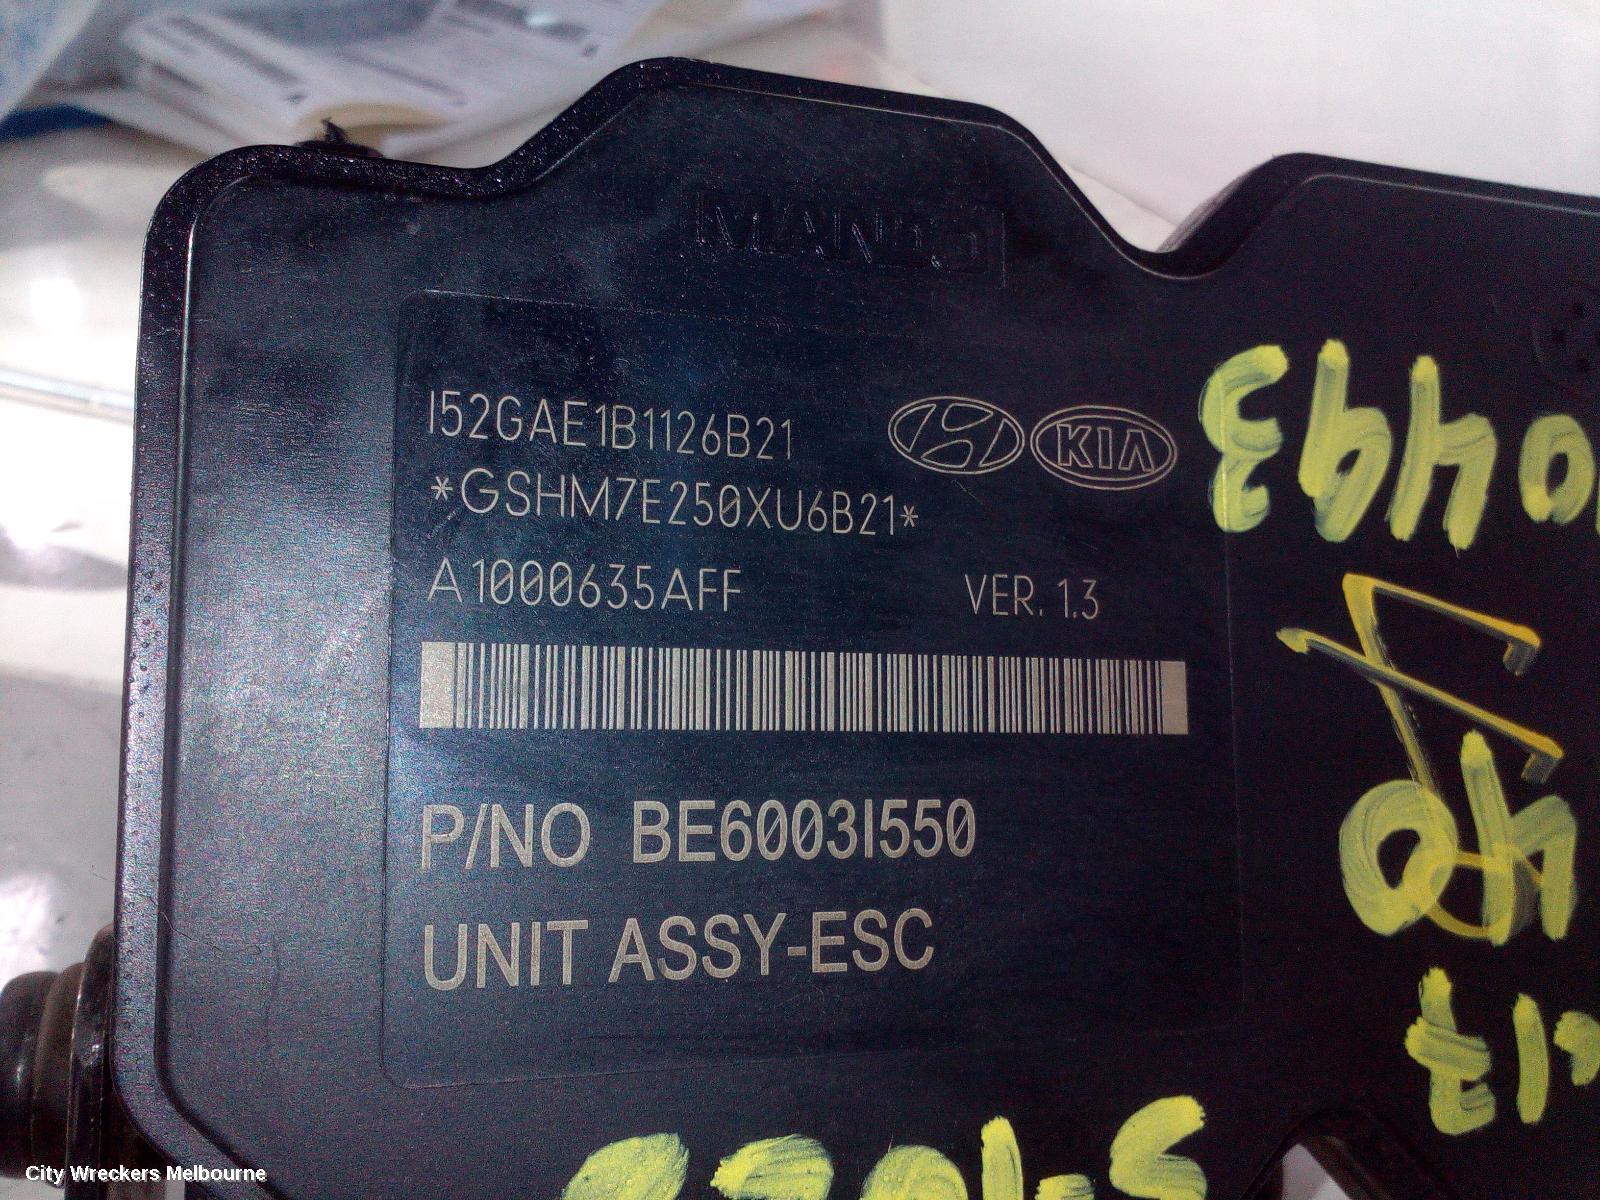 MANDO
I52GAE1B1126B21
KIA
*GSHM7E250XU6B21*
A1000635AFF VER. 1.3
P/NO BE6003I550
UNIT ASSY-ESC
City Wreckers Melbourne